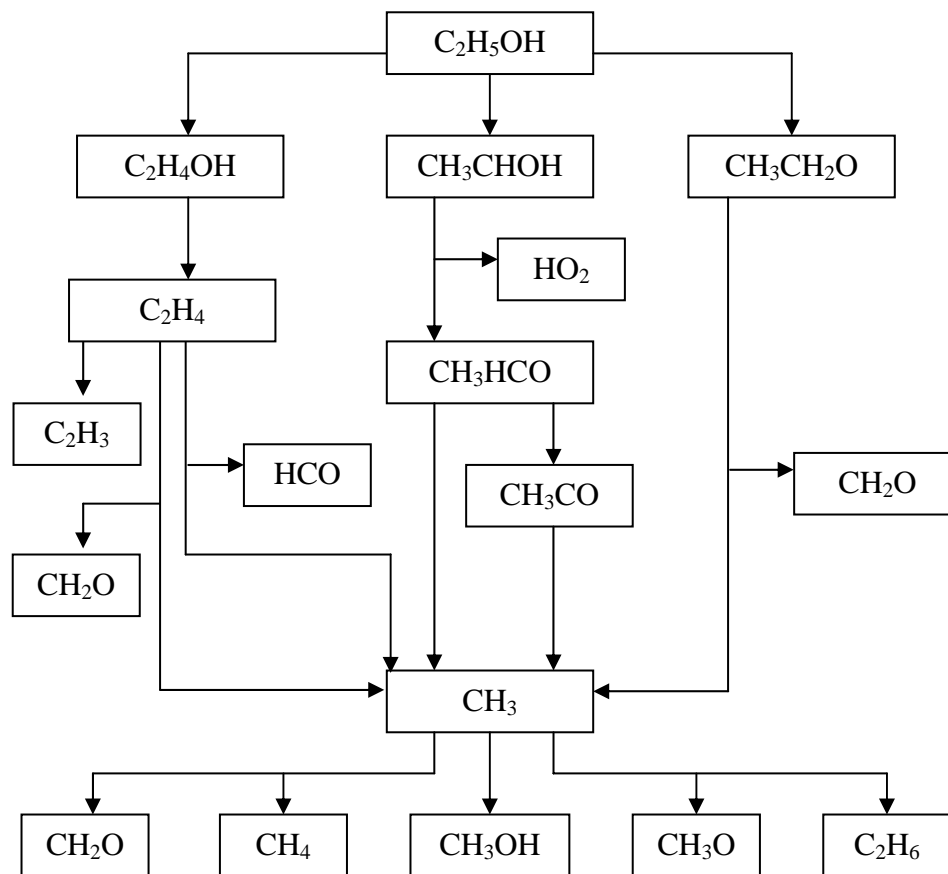 C₂H₅OH
C₂H₄OH
CH₃CHOH
CH₃CH₂O
HO₂
C₂H₄
CH₃HCO
C₂H₃
HCO
CH₃CO
CH₂O
CH₂O
CH₃
CH₂O
CH₄
CH₃OH
CH₃O
C₂H₆